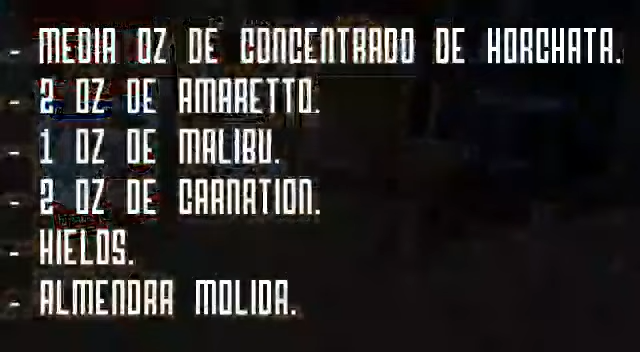 - MEDIA OZ DE CONCENTRADO DE HORCHATA.
- 2 OZ DE AMARETTO.
- 1 OZ DE MALIBU.
- 2 OZ DE CARNATION.
- HIELOS.
- ALMENDRA MOLIDA.